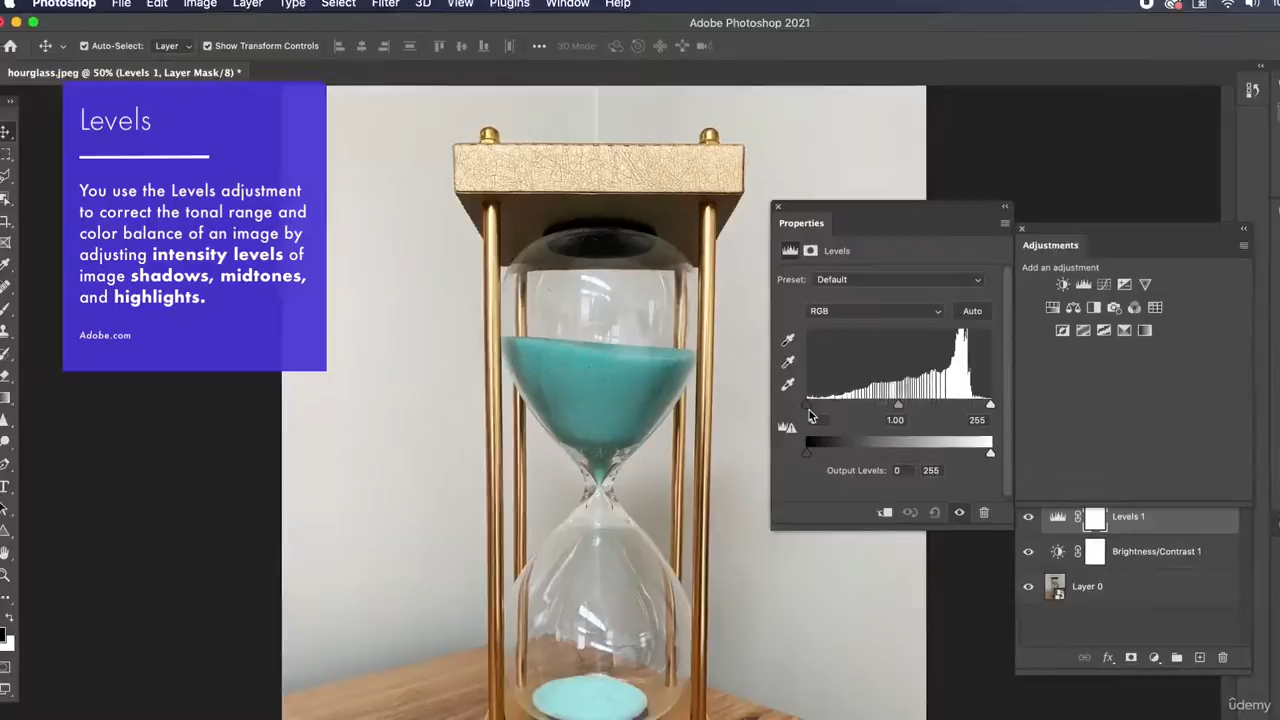 Photoshop File Edit Image Layer Type Select Filter 3D View Plugins Window Help
Adobe Photoshop 2021
Auto-Select: Layer Show Transform Controls 3D Mode:
hourglass.jpeg @ 50% (Levels 1, Layer Mask/8) *
Levels
You use the Levels adjustment
to correct the tonal range and
color balance of an image by
adjusting intensity levels of
image shadows, midtones,
and highlights.
Adobe.com
Properties
Levels
Preset: Default
RGB Auto
1.00 255
Output Levels: 0 255
Adjustments
Add an adjustment
Levels 1
Brightness/Contrast 1
Layer 0
fx
ûdemy